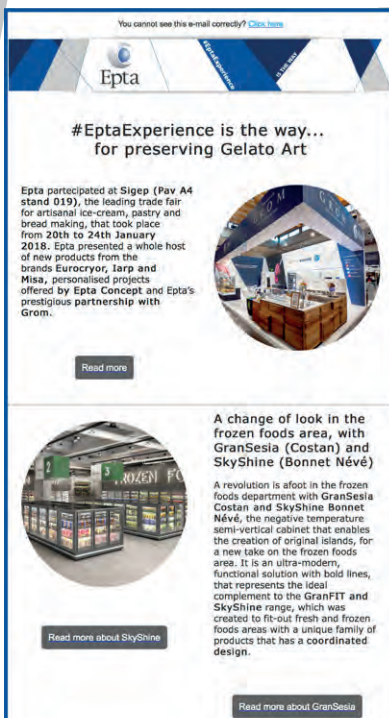 You cannot see this e-mail correctly? Click here
Epta
#EptaExperience
IS THE WAY
#EptaExperience is the way...
for preserving Gelato Art
Epta partecipated at Sigep (Pav A4
stand 019), the leading trade fair
for artisanal ice-cream, pastry and
bread making, that took place
from 20th to 24th January
2018. Epta presented a whole host
of new products from the
brands Eurocryor, Iarp and
Misa, personalised projects
offered by Epta Concept and Epta's
prestigious partnership with
Grom.
GROM
Read more
2
3
FROZEN FO
A change of look in the
frozen foods area, with
GranSesia (Costan) and
SkyShine (Bonnet Névé)
A revolution is afoot in the frozen
foods department with GranSesia
Costan and SkyShine Bonnet
Névé, the negative temperature
semi-vertical cabinet that enables
the creation of original islands, for
a new take on the frozen foods
area. It is an ultra-modern,
functional solution with bold lines,
that represents the ideal
complement to the GranFIT and
SkyShine range, which was
created to fit-out fresh and frozen
foods areas with a unique family of
products that has a coordinated
design.
Read more about SkyShine
Read more about GranSesia